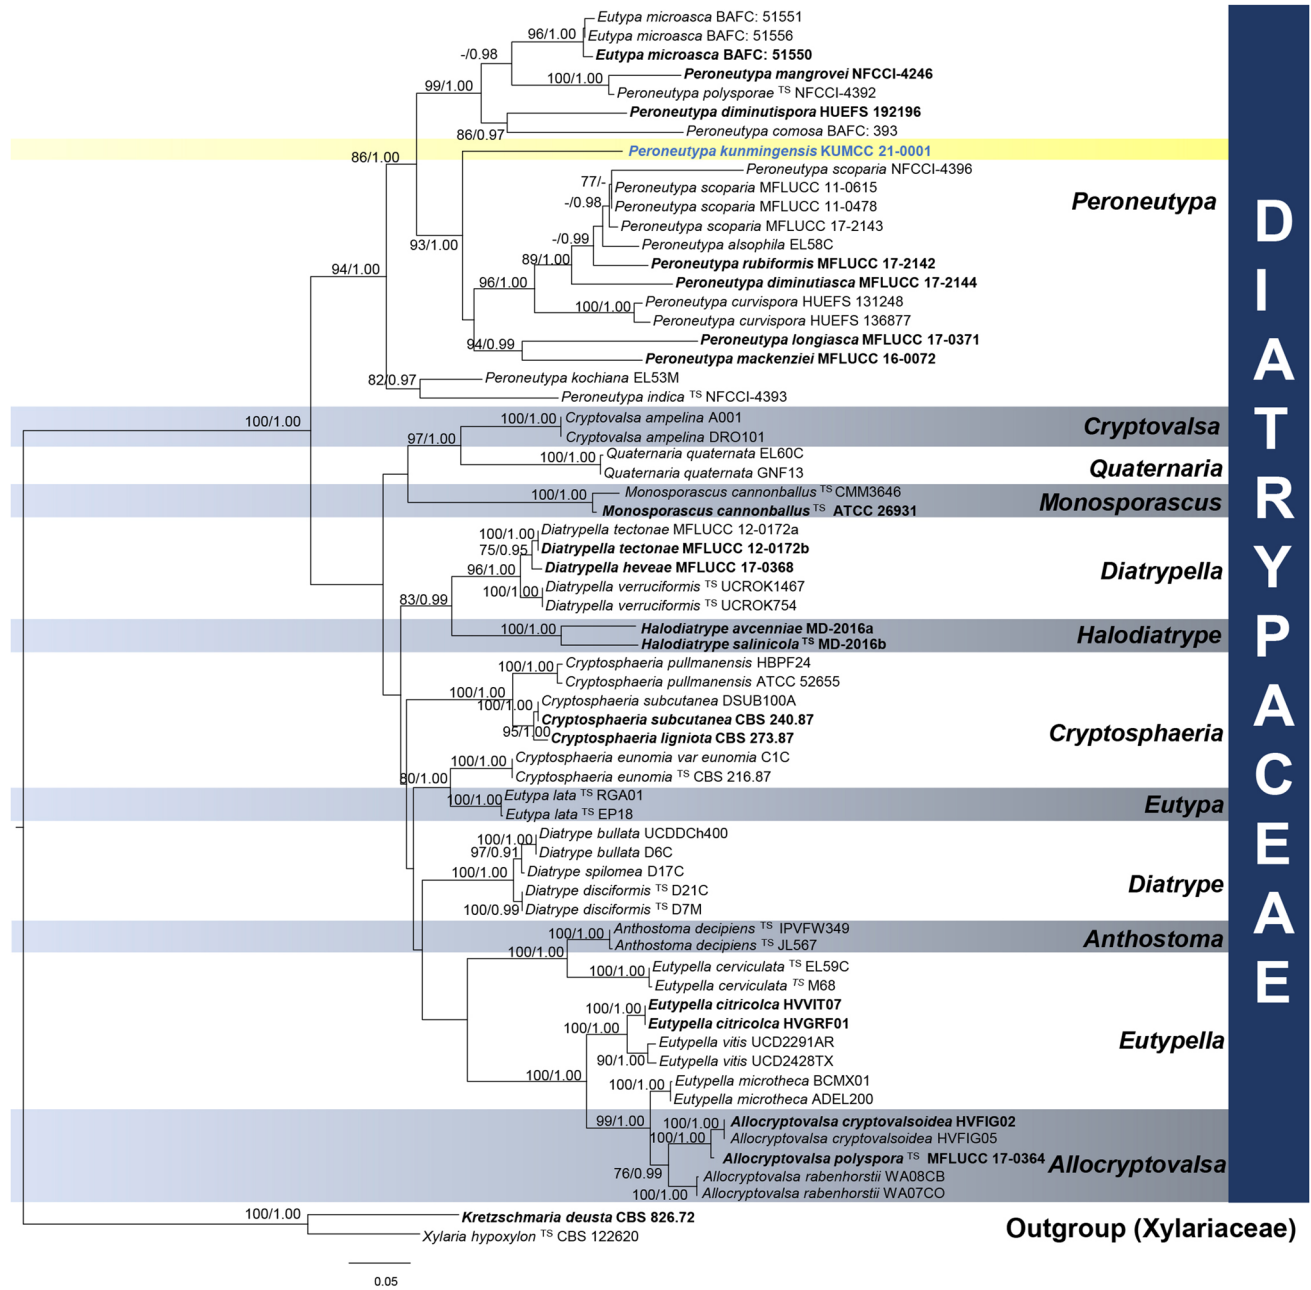 Eutypa microasca BAFC: 51551
96/1.00
Eutypa microasca BAFC: 51556
-/0.98
Eutypa microasca BAFC: 51550
Peroneutypa mangrovei NFCCI-4246
100/1.00
99/1.00
Peroneutypa polysporae TS NFCCI-4392
Peroneutypa diminutispora HUEFS 192196
86/0.97
Peroneutypa comosa BAFC: 393
86/1.00
Peroneutypa kunmingensis KUMCC 21-0001
Peroneutypa scoparia NFCCI-4396
77/-
Peroneutypa scoparia MFLUCC 11-0615
Peroneutypa
-/0.98
Peroneutypa scoparia MFLUCC 11-0478
Peroneutypa scoparia MFLUCC 17-2143
93/1.00
-/0.99
Peroneutypa alsophila EL58C
89/1.00
Peroneutypa rubiformis MFLUCC 17-2142
94/1.00
96/1.00
Peroneutypa diminutiasca MFLUCC 17-2144
100/1.00
Peroneutypa curvispora HUEFS 131248
Peroneutypa curvispora HUEFS 136877
94/0.99
Peroneutypa longiasca MFLUCC 17-0371
Peroneutypa mackenziei MFLUCC 16-0072
82/0.97
Peroneutypa kochiana EL53M
Peroneutypa indica TS NFCCI-4393
100/1.00
100/1.00
Cryptovalsa ampelina A001
Cryptovalsa
97/1.00
Cryptovalsa ampelina DRO101
100/1.00
Quaternaria quaternata EL60C
Quaternaria
Quaternaria quaternata GNF13
100/1.00
Monosporascus cannonballus TS CMM3646
Monosporascus
Monosporascus cannonballus TS ATCC 26931
100/1.00
Diatrypella tectonae MFLUCC 12-0172a
75/0.95
Diatrypella tectonae MFLUCC 12-0172b
96/1.00
Diatrypella heveae MFLUCC 17-0368
Diatrypella
100/1.00
Diatrypella verruciformis TS UCROK1467
83/0.99
Diatrypella verruciformis TS UCROK754
100/1.00
Halodiatrype avcenniae MD-2016a
Halodiatrype
Halodiatrype salinicola TS MD-2016b
100/1.00
Cryptosphaeria pullmanensis HBPF24
Cryptosphaeria pullmanensis ATCC 52655
100/1.00
100/1.00
Cryptosphaeria subcutanea DSUB100A
Cryptosphaeria subcutanea CBS 240.87
95/1.00
Cryptosphaeria ligniota CBS 273.87
Cryptosphaeria
100/1.00
Cryptosphaeria eunomia var eunomia C1C
80/1.00
Cryptosphaeria eunomia TS CBS 216.87
100/1.00
Eutypa lata TS RGA01
Eutypa
Eutypa lata TS EP18
100/1.00
Diatrype bullata UCDDCh400
97/0.91
Diatrype bullata D6C
100/1.00
Diatrype spilomea D17C
Diatrype
Diatrype disciformis TS D21C
100/0.99
Diatrype disciformis TS D7M
100/1.00
Anthostoma decipiens TS IPVFW349
Anthostoma
100/1.00
Anthostoma decipiens TS JL567
100/1.00
Eutypella cerviculata TS EL59C
Eutypella cerviculata TS M68
100/1.00
Eutypella citricolca HVVIT07
100/1.00
Eutypella citricolca HVGRF01
Eutypella
Eutypella vitis UCD2291AR
90/1.00
Eutypella vitis UCD2428TX
100/1.00
100/1.00
Eutypella microtheca BCMX01
Eutypella microtheca ADEL200
99/1.00
100/1.00
Allocryptovalsa cryptovalsoidea HVFIG02
100/1.00
Allocryptovalsa cryptovalsoidea HVFIG05
Allocryptovalsa polyspora TS MFLUCC 17-0364
Allocryptovalsa
76/0.99
Allocryptovalsa rabenhorstii WA08CB
100/1.00
Allocryptovalsa rabenhorstii WA07CO
100/1.00
Kretzschmaria deusta CBS 826.72
Outgroup (Xylariaceae)
Xylaria hypoxylon TS CBS 122620
0.05
DIATRYPACEAE